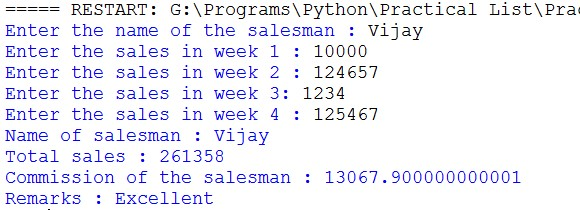 ===== RESTART: G:\Programs\Python\Practical List\Prac
Enter the name of the salesman : Vijay
Enter the sales in week 1 : 10000
Enter the sales in week 2 : 124657
Enter the sales in week 3: 1234
Enter the sales in week 4 : 125467
Name of salesman : Vijay
Total sales : 261358
Commission of the salesman : 13067.900000000001
Remarks : Excellent